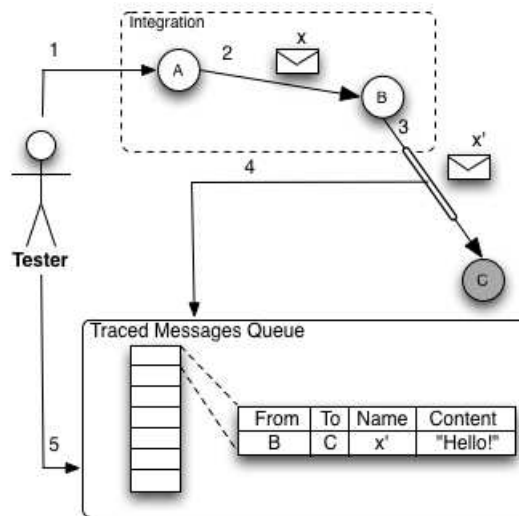 Integration
1
2
x
A
B
3
x'
4
Tester
C
Traced Messages Queue
From To Name Content
B C x' "Hello!"
5